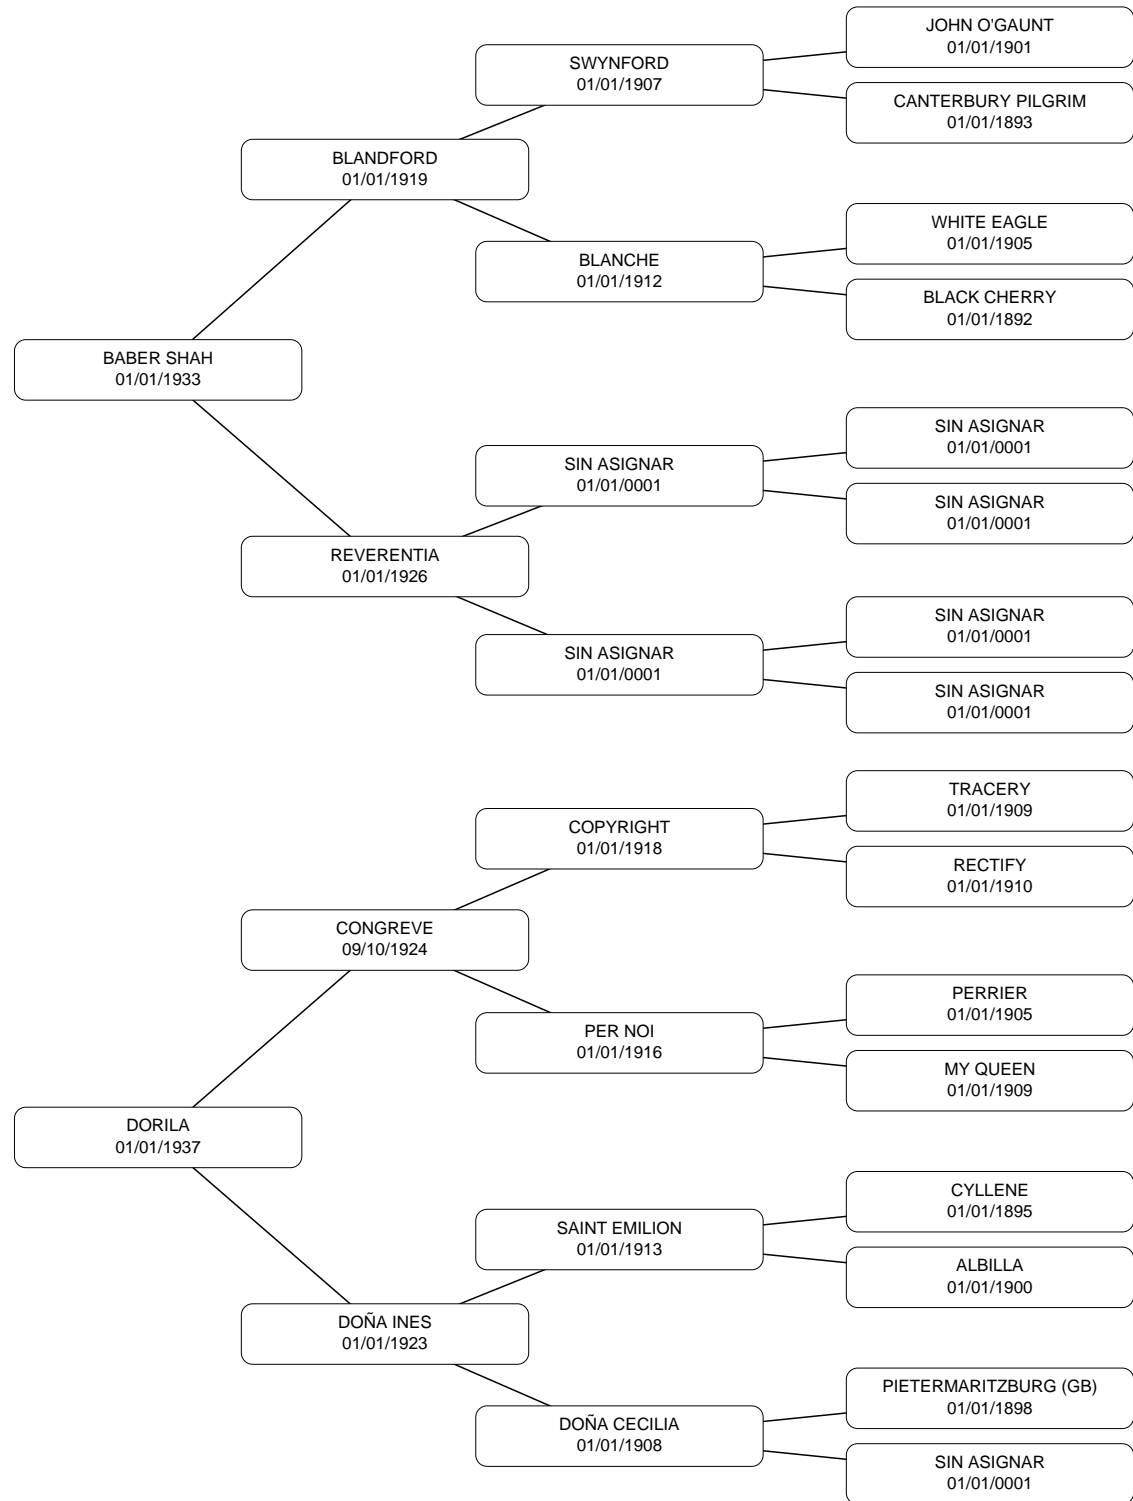 JOHN O'GAUNT
01/01/1901
SWYNFORD
01/01/1907
CANTERBURY PILGRIM
01/01/1893
BLANDFORD
01/01/1919
WHITE EAGLE
01/01/1905
BLANCHE
01/01/1912
BLACK CHERRY
01/01/1892
BABER SHAH
01/01/1933
SIN ASIGNAR
01/01/0001
SIN ASIGNAR
01/01/0001
SIN ASIGNAR
01/01/0001
REVERENTIA
01/01/1926
SIN ASIGNAR
01/01/0001
SIN ASIGNAR
01/01/0001
SIN ASIGNAR
01/01/0001
TRACERY
01/01/1909
COPYRIGHT
01/01/1918
RECTIFY
01/01/1910
CONGREVE
09/10/1924
PERRIER
01/01/1905
PER NOI
01/01/1916
MY QUEEN
01/01/1909
DORILA
01/01/1937
CYLLENE
01/01/1895
SAINT EMILION
01/01/1913
ALBILLA
01/01/1900
DOÑA INES
01/01/1923
PIETERMARITZBURG (GB)
01/01/1898
DOÑA CECILIA
01/01/1908
SIN ASIGNAR
01/01/0001